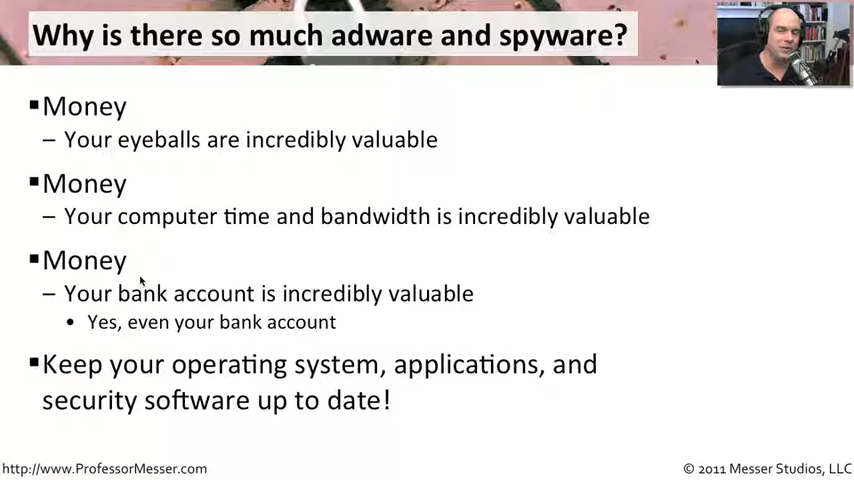 Why is there so much adware and spyware?
▪Money
– Your eyeballs are incredibly valuable
▪Money
– Your computer time and bandwidth is incredibly valuable
▪Money
– Your bank account is incredibly valuable
• Yes, even your bank account
▪Keep your operating system, applications, and
security software up to date!
http://www.ProfessorMesser.com
© 2011 Messer Studios, LLC